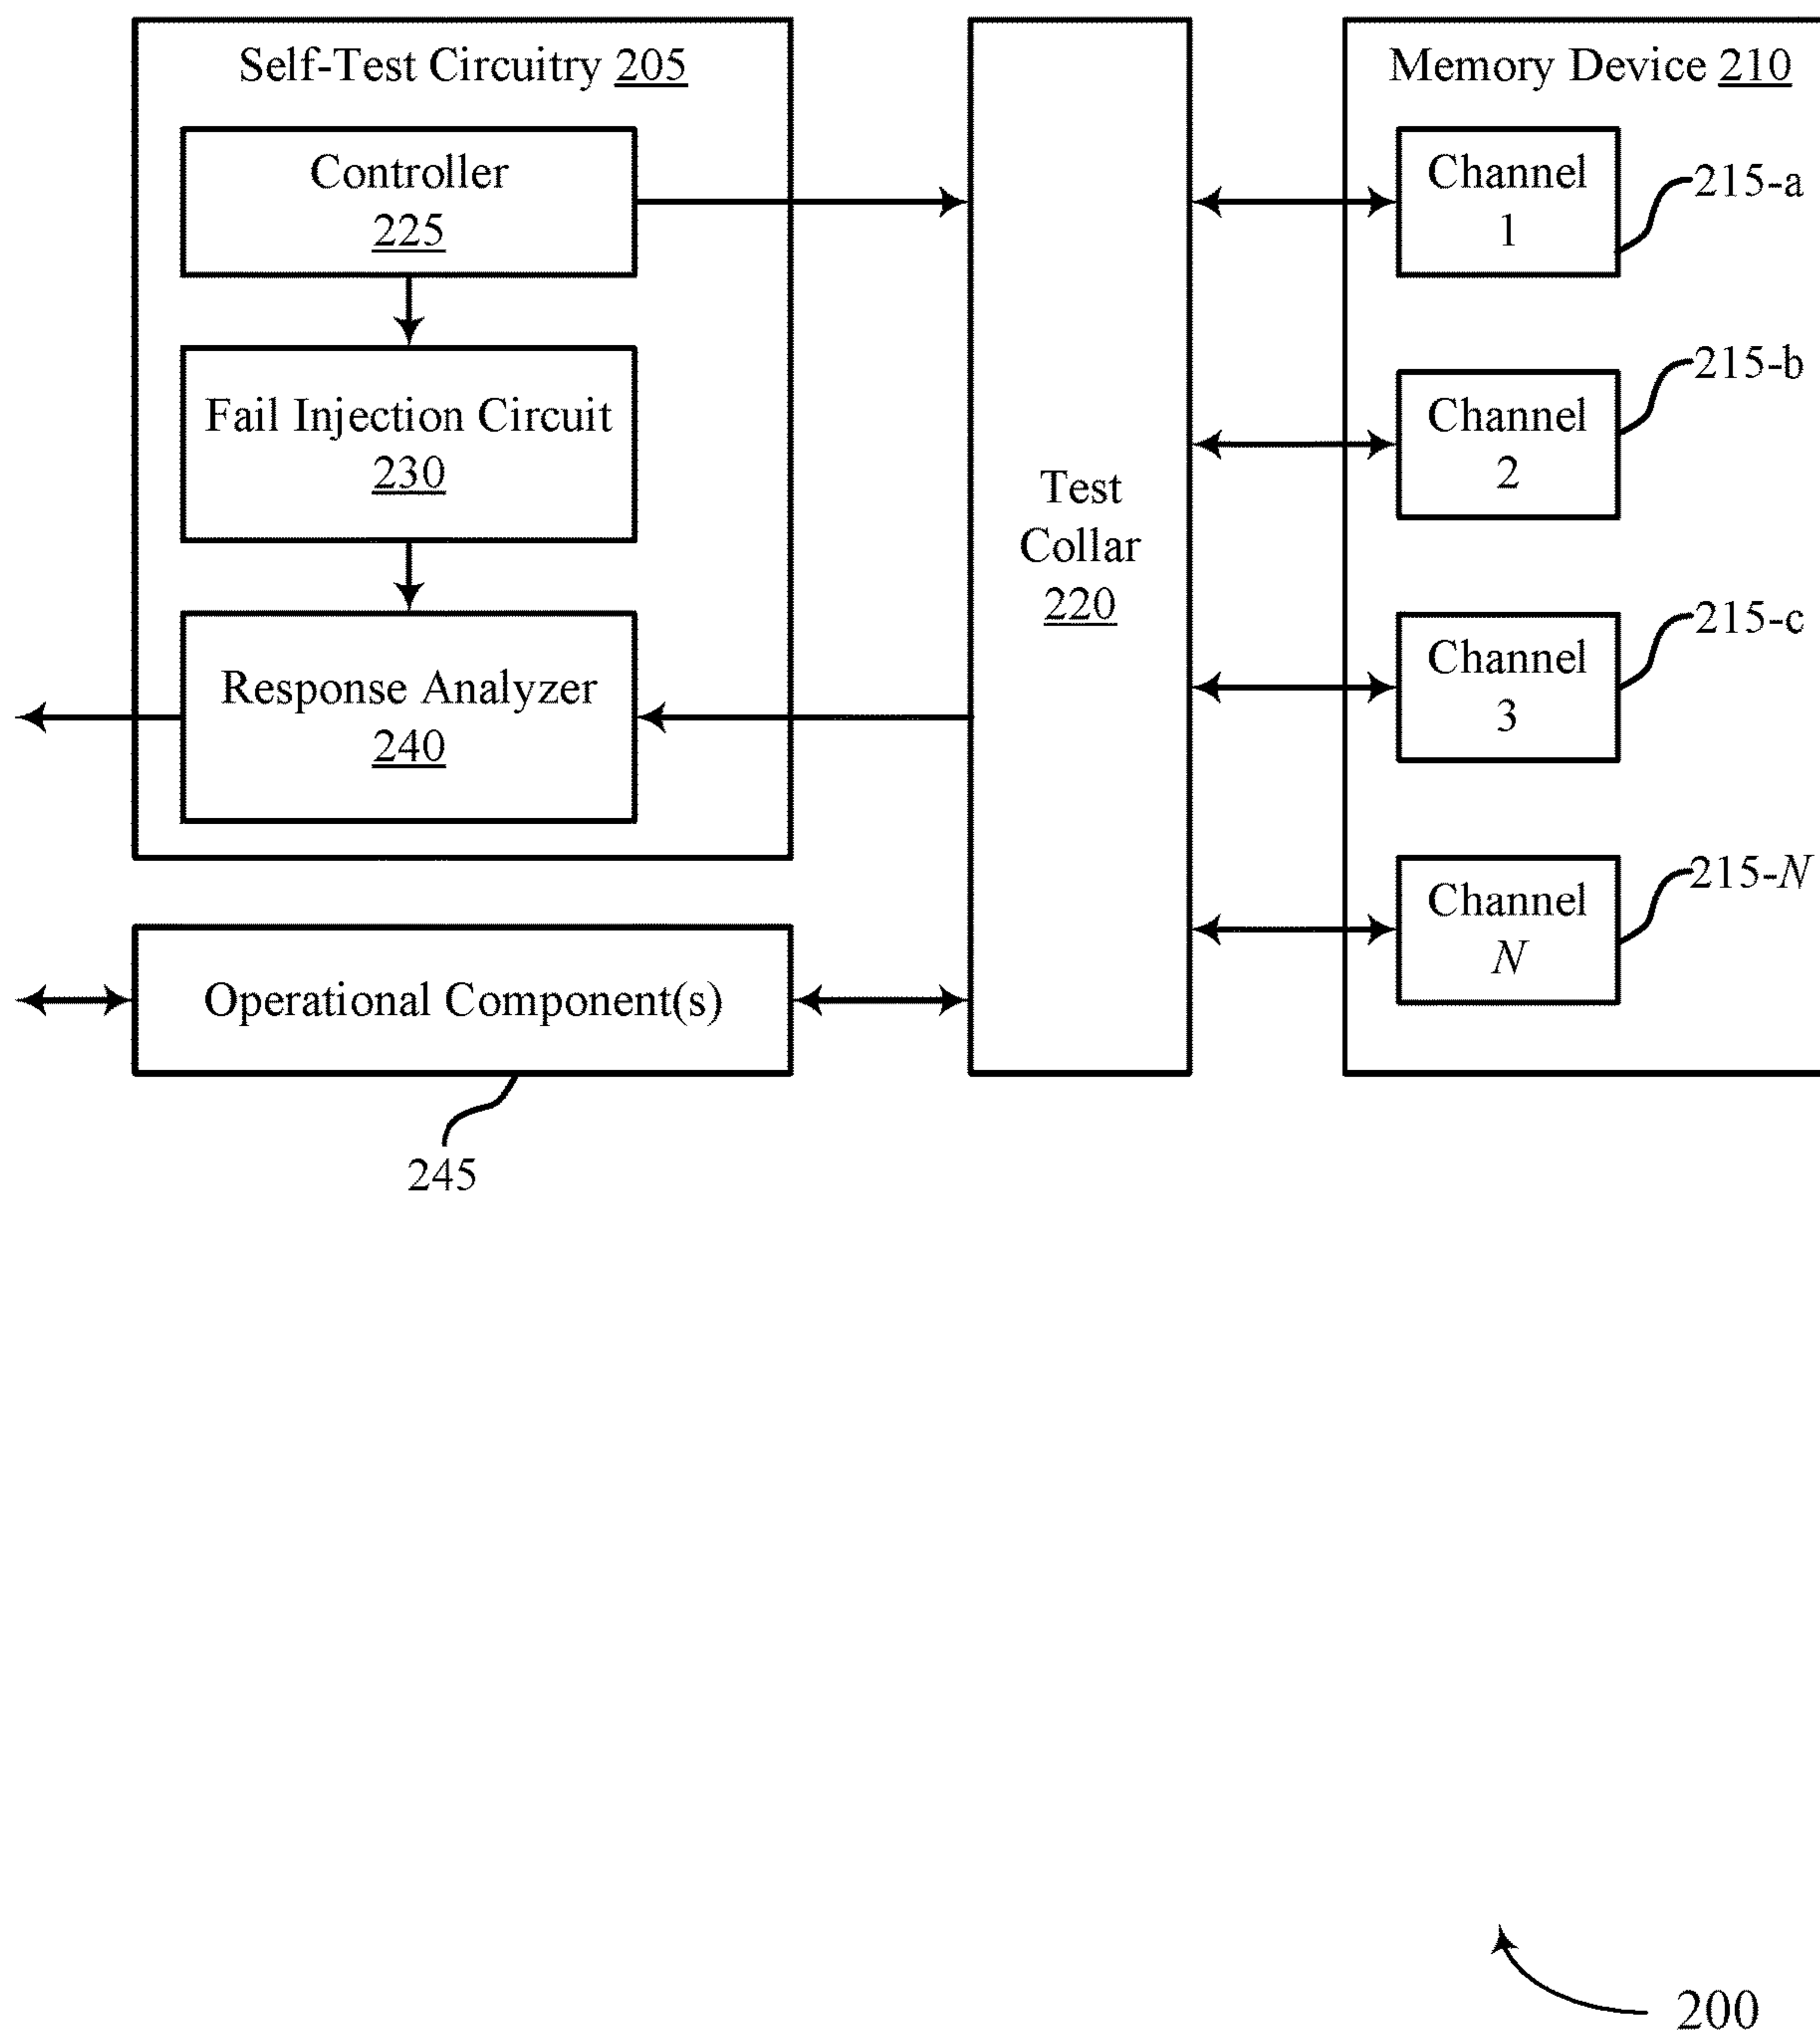 Self-Test Circuitry 205
Controller
225
Fail Injection Circuit
230
Response Analyzer
240
Operational Component(s)
245
Test
Collar
220
Memory Device 210
Channel
1
215-a
Channel
2
215-b
Channel
3
215-c
Channel
N
215-N
200